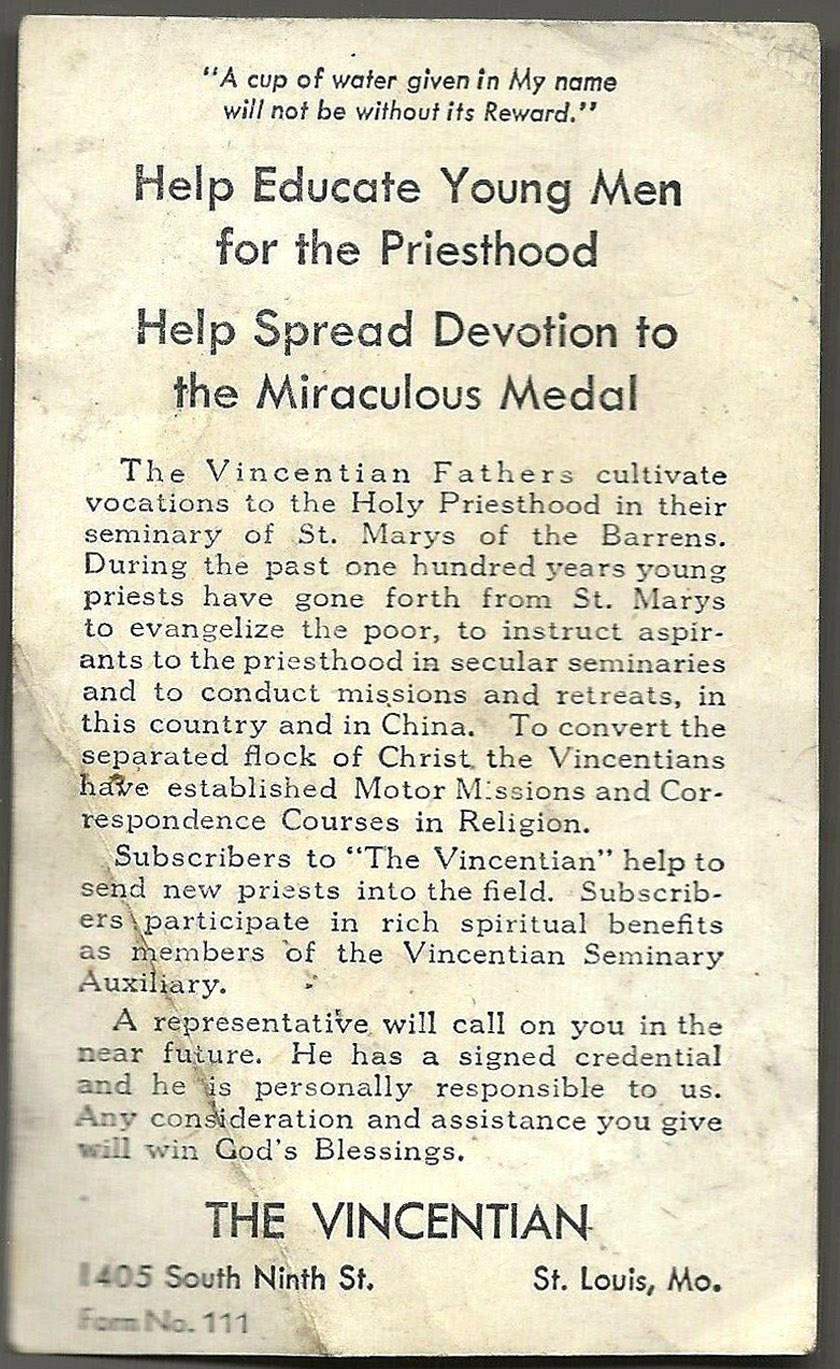 "A cup of water given in My name
will not be without its Reward."
Help Educate Young Men
for the Priesthood
Help Spread Devotion to
the Miraculous Medal
The Vincentian Fathers cultivate
vocations to the Holy Priesthood in their
seminary of St. Marys of the Barrens.
During the past one hundred years young
priests have gone forth from St. Marys
to evangelize the poor, to instruct aspir-
ants to the priesthood in secular seminaries
and to conduct missions and retreats, in
this country and in China. To convert the
separated flock of Christ the Vincentians
have established Motor Missions and Cor-
respondence Courses in Religion.
Subscribers to "The Vincentian" help to
send new priests into the field. Subscrib-
ers participate in rich spiritual benefits
as members of the Vincentian Seminary
Auxiliary.
A representative will call on you in the
near future. He has a signed credential
and he is personally responsible to us.
Any consideration and assistance you give
will win God's Blessings.
THE VINCENTIAN
1405 South Ninth St. St. Louis, Mo.
Form No. 111